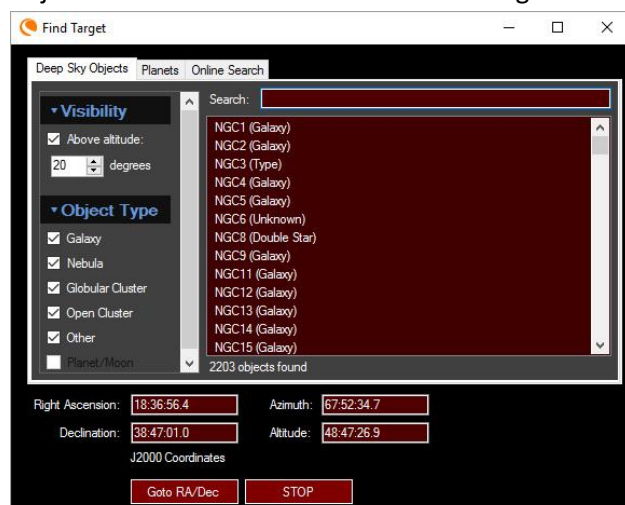 Find Target
Deep Sky Objects Planets Online Search
Visibility
Above altitude:
20 degrees
Object Type
Galaxy
Nebula
Globular Cluster
Open Cluster
Other
Planet/Moon
Search:
NGC1 (Galaxy)
NGC2 (Galaxy)
NGC3 (Type)
NGC4 (Galaxy)
NGC5 (Galaxy)
NGC6 (Unknown)
NGC8 (Double Star)
NGC9 (Galaxy)
NGC11 (Galaxy)
NGC12 (Galaxy)
NGC13 (Galaxy)
NGC14 (Galaxy)
NGC15 (Galaxy)
2203 objects found
Right Ascension: 18:36:56.4 Azimuth: 67:52:34.7
Declination: 38:47:01.0 Altitude: 48:47:26.9
J2000 Coordinates
Goto RA/Dec STOP